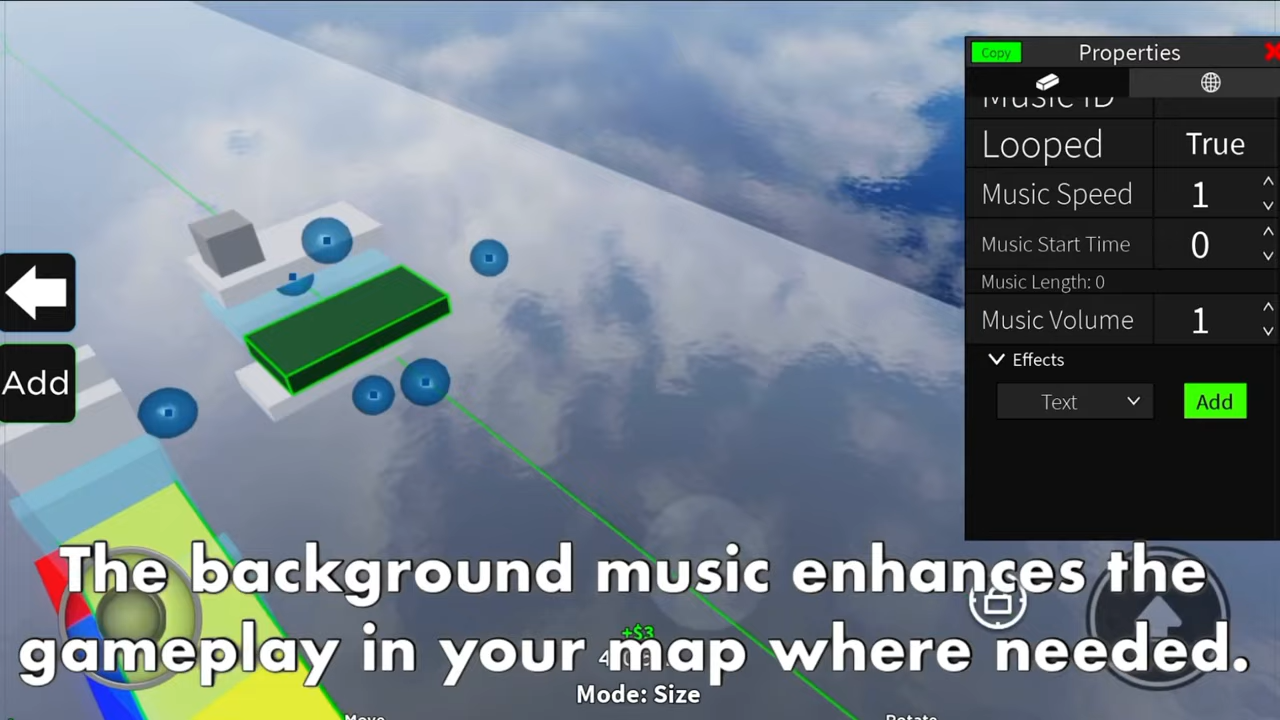 Copy
Properties
Music ID
Looped
True
Music Speed
1
Music Start Time
0
Music Length: 0
Music Volume
1
Effects
Text
Add
Add
The background music enhances the
gameplay in your map where needed.
+$3
Mode: Size
Move
Rotate